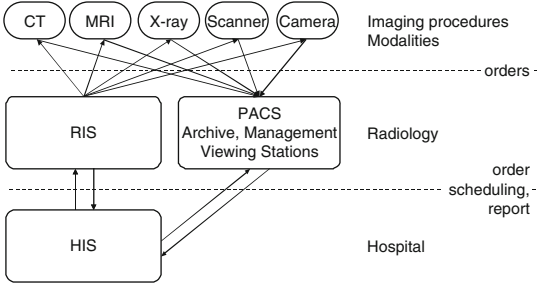 CT MRI X-ray Scanner Camera
Imaging procedures
Modalities
orders
RIS
PACS
Archive, Management
Viewing Stations
Radiology
order
scheduling,
report
HIS
Hospital